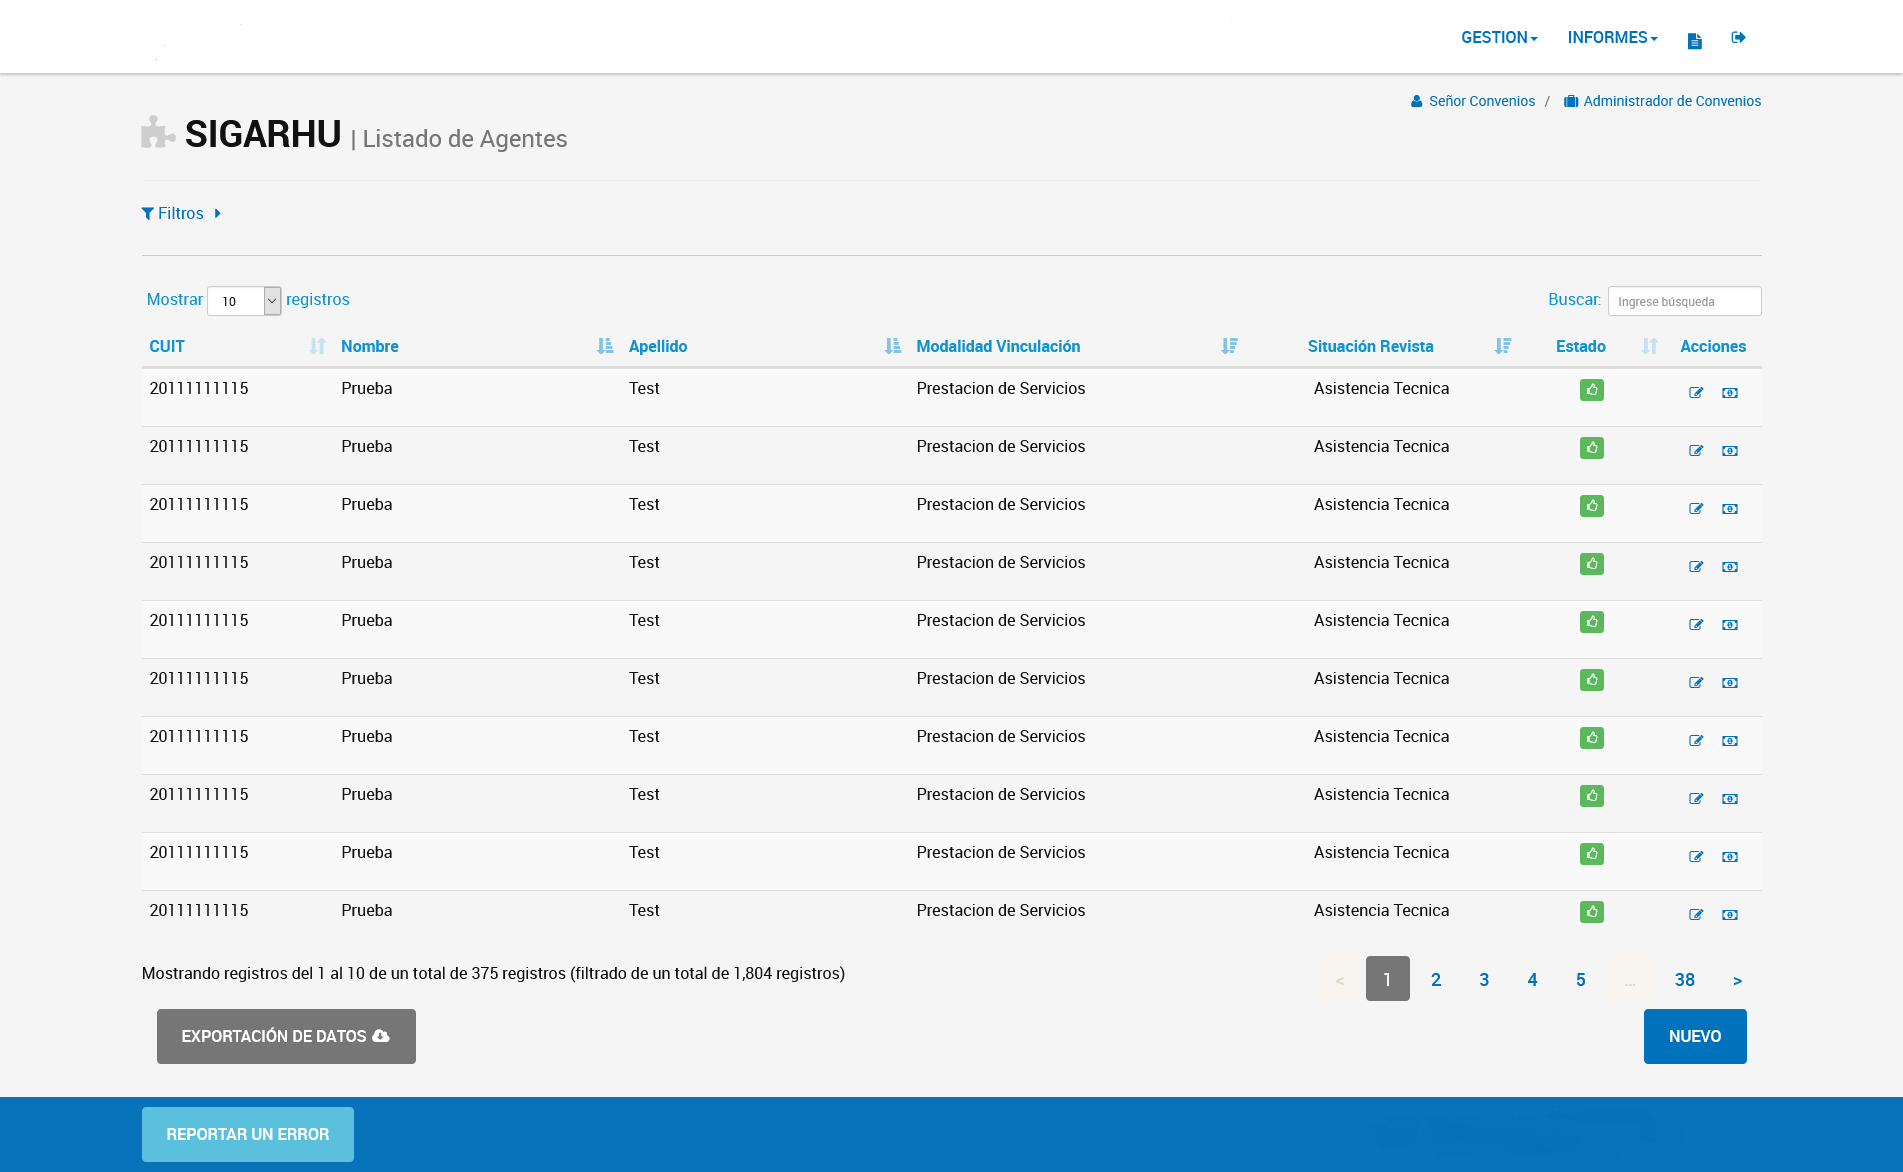 GESTION INFORMES
Señor Convenios / Administrador de Convenios
SIGARHU | Listado de Agentes
Filtros
Mostrar 10 registros Buscar: Ingrese búsqueda
CUIT Nombre Apellido Modalidad Vinculación Situación Revista Estado Acciones
20111111115 Prueba Test Prestacion de Servicios Asistencia Tecnica
20111111115 Prueba Test Prestacion de Servicios Asistencia Tecnica
20111111115 Prueba Test Prestacion de Servicios Asistencia Tecnica
20111111115 Prueba Test Prestacion de Servicios Asistencia Tecnica
20111111115 Prueba Test Prestacion de Servicios Asistencia Tecnica
20111111115 Prueba Test Prestacion de Servicios Asistencia Tecnica
20111111115 Prueba Test Prestacion de Servicios Asistencia Tecnica
20111111115 Prueba Test Prestacion de Servicios Asistencia Tecnica
20111111115 Prueba Test Prestacion de Servicios Asistencia Tecnica
20111111115 Prueba Test Prestacion de Servicios Asistencia Tecnica
Mostrando registros del 1 al 10 de un total de 375 registros (filtrado de un total de 1,804 registros) < 1 2 3 4 5 ... 38 >
EXPORTACIÓN DE DATOS NUEVO
REPORTAR UN ERROR